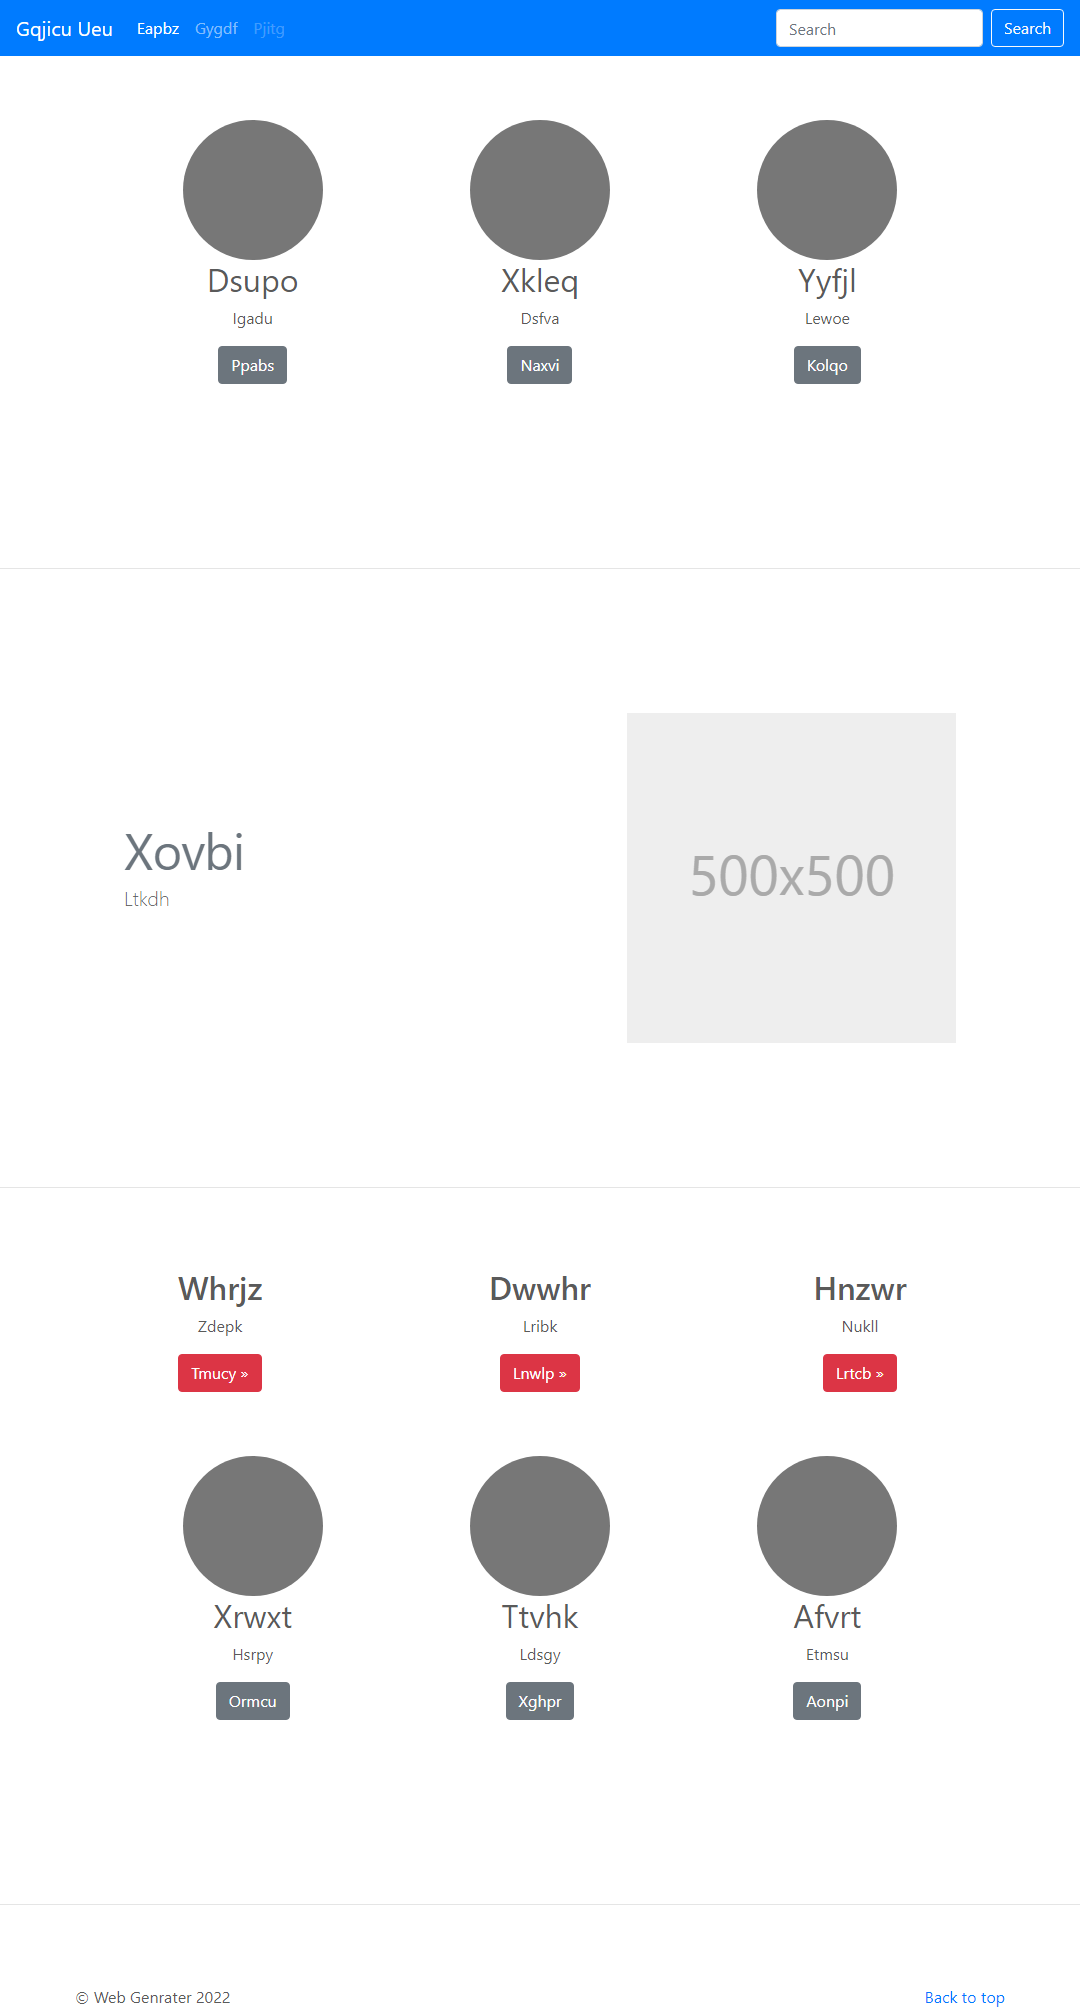 Gqjicu Ueu Eapbz Gygdf Pjitg Search Search
Dsupo Xkleq Yyfjl
Igadu Dsfva Lewoe
Ppabs Naxvi Kolqo
Xovbi
Ltkdh
500x500
Whrjz Dwwhr Hnzwr
Zdepk Lribk Nukll
Tmucy » Lnwlp » Lrtcb »
Xrwxt Ttvhk Afvrt
Hsrpy Ldsgy Etmsu
Ormcu Xghpr Aonpi
© Web Genrater 2022 Back to top